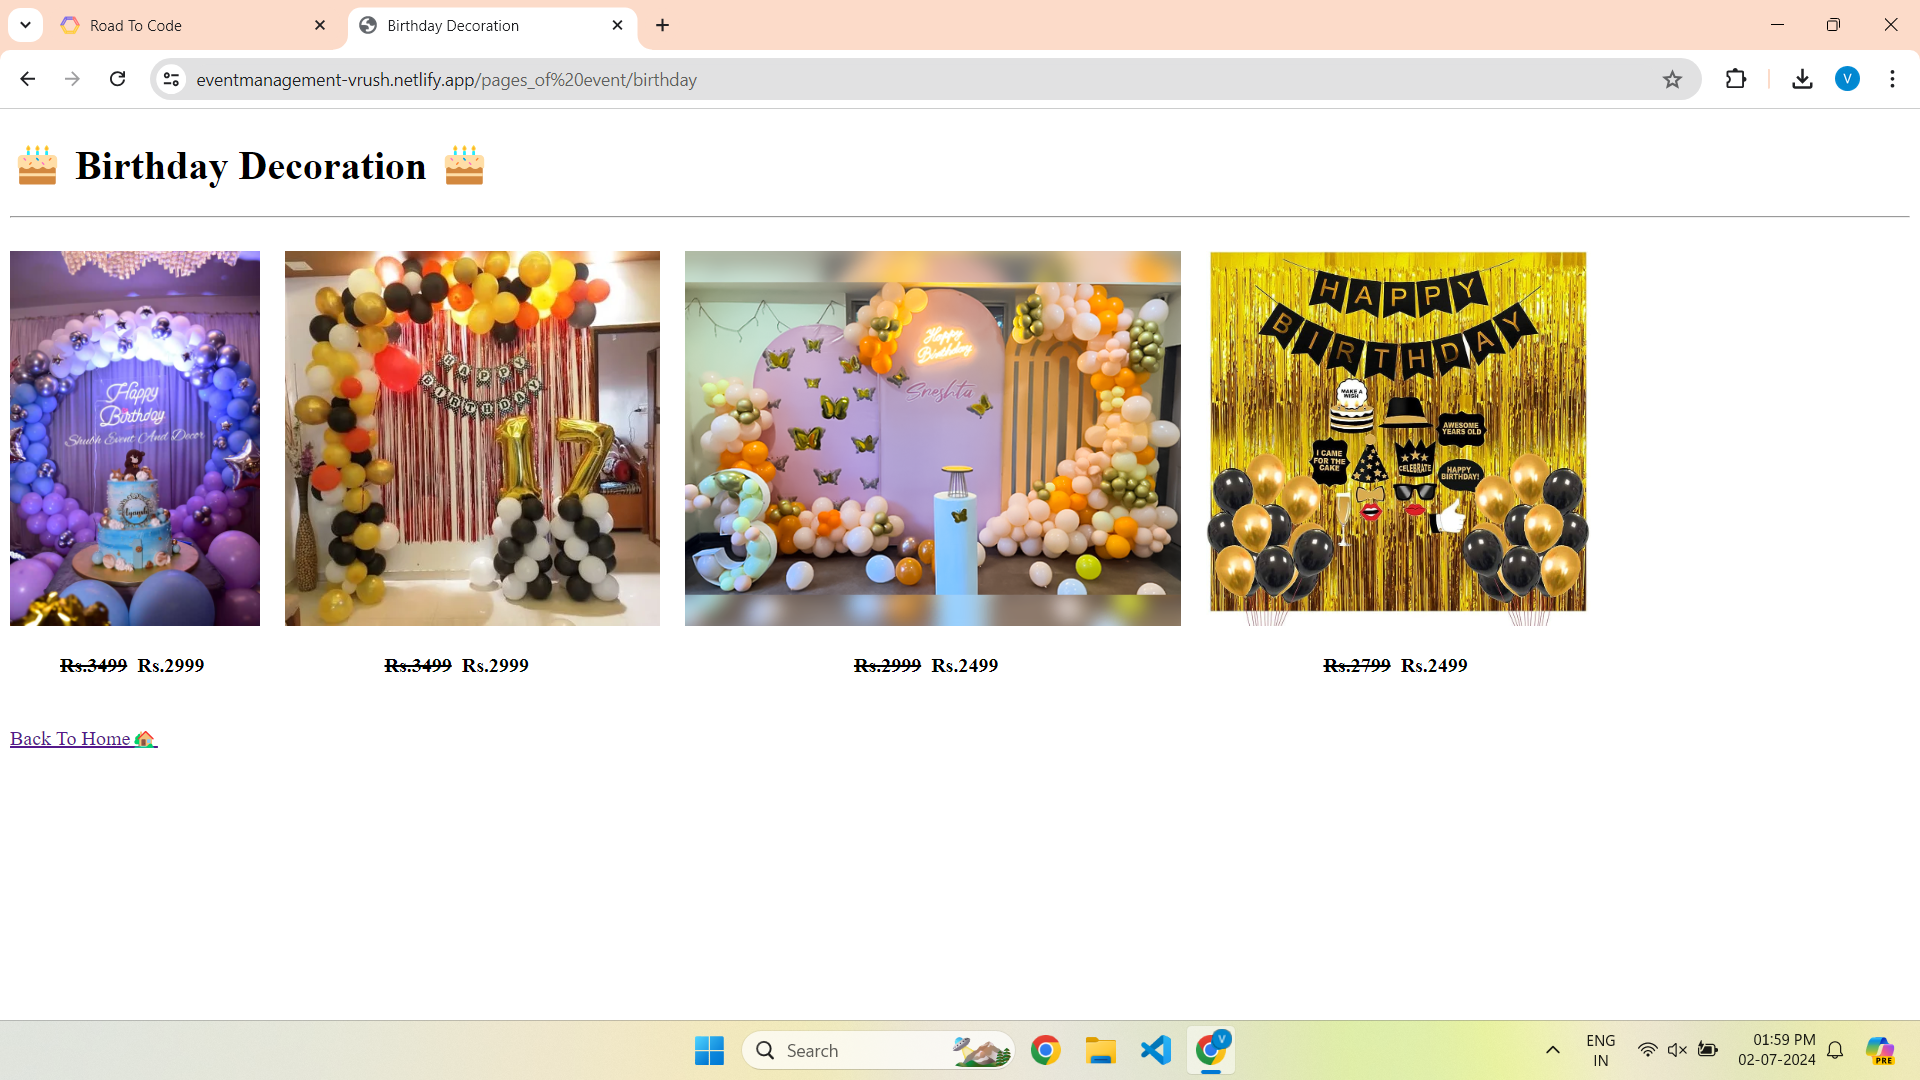 Road To Code
Birthday Decoration
eventmanagement-vrush.netlify.app/pages_of%20event/birthday
V
🎂 Birthday Decoration 🎂
Happy
Birthday
Shubh Event And Decor
HAPPY
BIRTHDAY
17
Happy
Birthday
Sneshta
3
HAPPY
BIRTHDAY
MAKE A
WISH
AWESOME
YEARS OLD
I CAME
FOR THE
CAKE
CELEBRATE
HAPPY
BIRTHDAY!
Rs.3499 Rs.2999
Rs.3499 Rs.2999
Rs.2999 Rs.2499
Rs.2799 Rs.2499
Back To Home 🏠
Search
V
ENG
IN
01:59 PM
02-07-2024
PRE